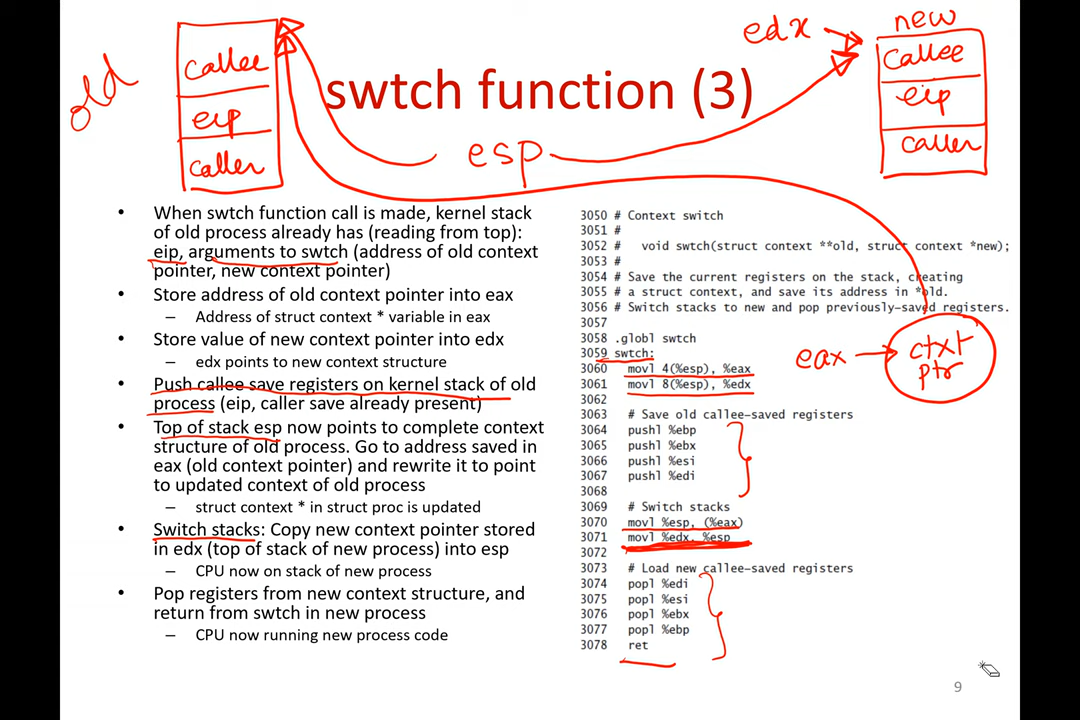 old
callee
eip
caller
swtch function (3)
esp
edx
new
callee
eip
caller
• When swtch function call is made, kernel stack
of old process already has (reading from top):
eip, arguments to swtch (address of old context
pointer, new context pointer)
• Store address of old context pointer into eax
– Address of struct context * variable in eax
• Store value of new context pointer into edx
– edx points to new context structure
• Push callee save registers on kernel stack of old
process (eip, caller save already present)
• Top of stack esp now points to complete context
structure of old process. Go to address saved in
eax (old context pointer) and rewrite it to point
to updated context of old process
– struct context * in struct proc is updated
• Switch stacks: Copy new context pointer stored
in edx (top of stack of new process) into esp
– CPU now on stack of new process
• Pop registers from new context structure, and
return from swtch in new process
– CPU now running new process code
3050 # Context switch
3051 #
3052 #   void swtch(struct context **old, struct context *new);
3053 #
3054 # Save the current registers on the stack, creating
3055 # a struct context, and save its address in *old.
3056 # Switch stacks to new and pop previously-saved registers.
3057
3058 .globl swtch
3059 swtch:
3060   movl 4(%esp), %eax
3061   movl 8(%esp), %edx
3062
3063   # Save old callee-saved registers
3064   pushl %ebp
3065   pushl %ebx
3066   pushl %esi
3067   pushl %edi
3068
3069   # Switch stacks
3070   movl %esp, (%eax)
3071   movl %edx, %esp
3072
3073   # Load new callee-saved registers
3074   popl %edi
3075   popl %esi
3076   popl %ebx
3077   popl %ebp
3078   ret
eax
ctxt
ptr
9